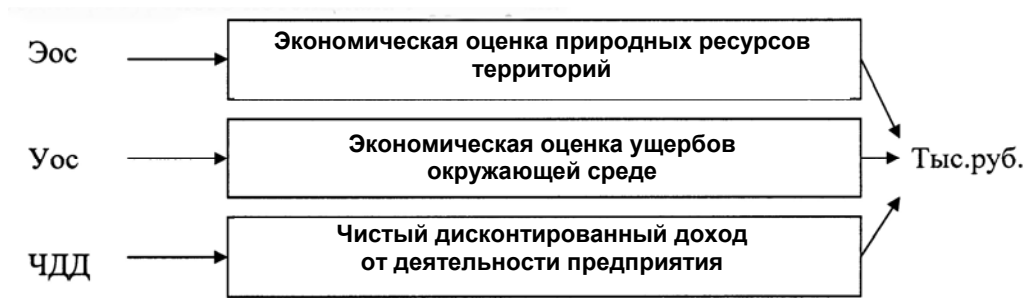 Эос
Экономическая оценка природных ресурсов
территорий
Уос
Экономическая оценка ущербов
окружающей среде
Тыс.руб.
ЧДД
Чистый дисконтированный доход
от деятельности предприятия